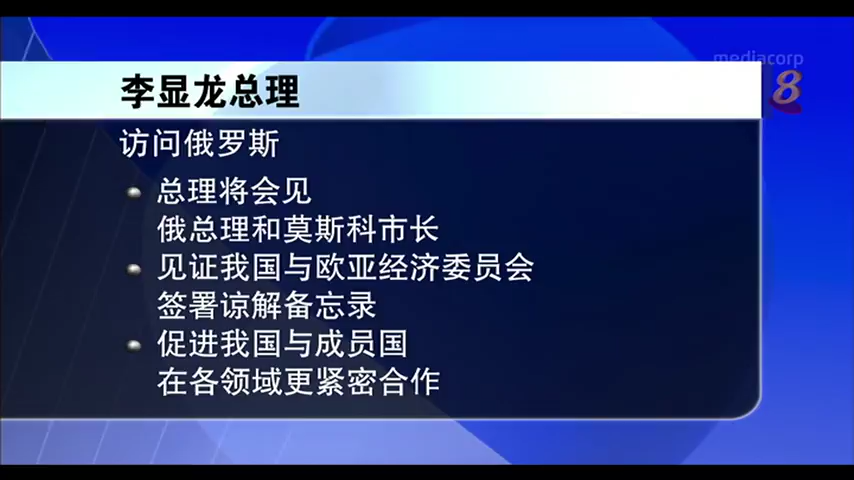 mediacorp
8
李显龙总理
访问俄罗斯
总理将会见
俄总理和莫斯科市长
见证我国与欧亚经济委员会
签署谅解备忘录
促进我国与成员国
在各领域更紧密合作